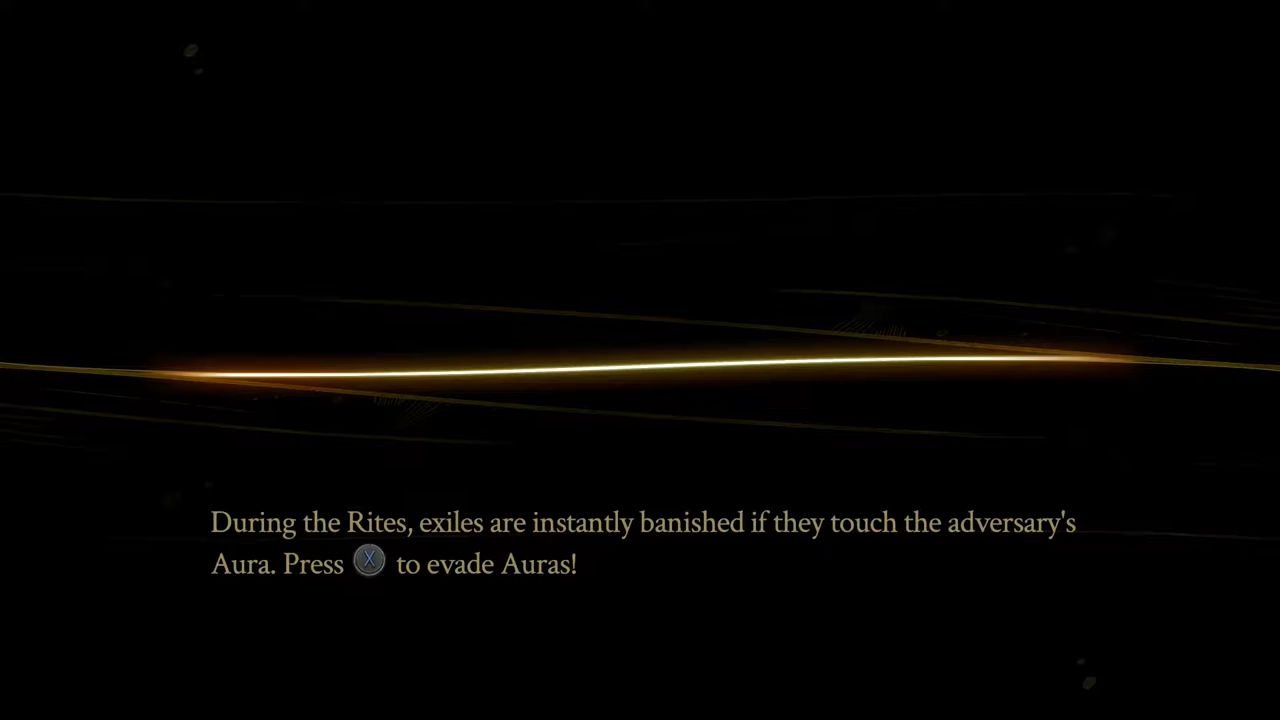 During the Rites, exiles are instantly banished if they touch the adversary's
Aura. Press X to evade Auras!